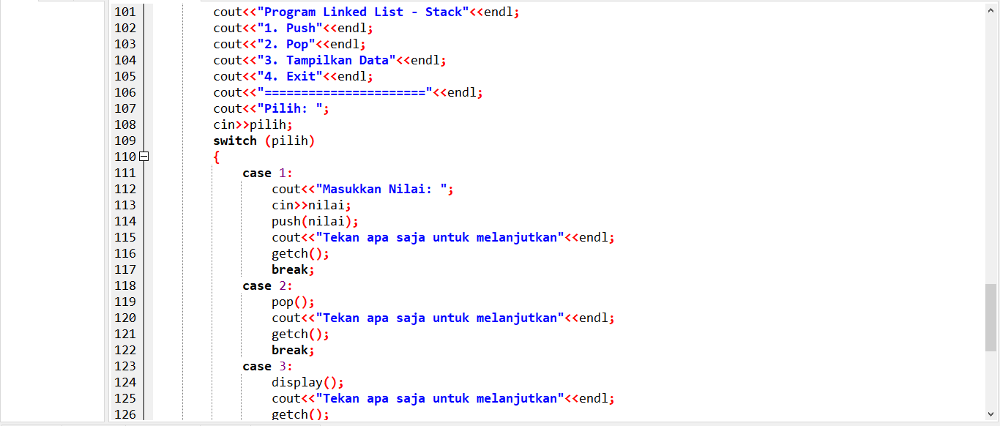 101 cout<<"Program Linked List - Stack"<<endl;
102 cout<<"1. Push"<<endl;
103 cout<<"2. Pop"<<endl;
104 cout<<"3. Tampilkan Data"<<endl;
105 cout<<"4. Exit"<<endl;
106 cout<<"======================"<<endl;
107 cout<<"Pilih: ";
108 cin>>pilih;
109 switch (pilih)
110 {
111 case 1:
112 cout<<"Masukkan Nilai: ";
113 cin>>nilai;
114 push(nilai);
115 cout<<"Tekan apa saja untuk melanjutkan"<<endl;
116 getch();
117 break;
118 case 2:
119 pop();
120 cout<<"Tekan apa saja untuk melanjutkan"<<endl;
121 getch();
122 break;
123 case 3:
124 display();
125 cout<<"Tekan apa saja untuk melanjutkan"<<endl;
126 getch();